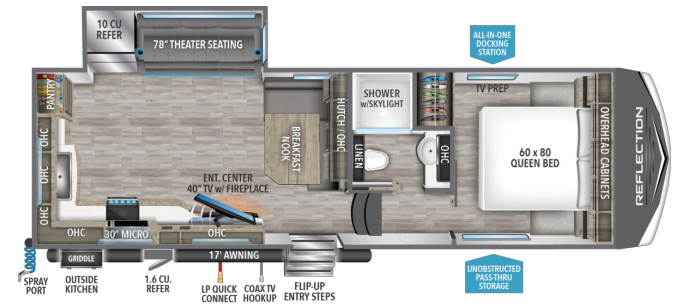 10 CU
REFER
78" THEATER SEATING
ALL-IN-ONE
DOCKING
STATION
PANTRY
HUTCH / OHC
SHOWER
w/SKYLIGHT
TV PREP
OHC
BREAKFAST
NOOK
LINEN
OHC
60 x 80
QUEEN BED
OVERHEAD CABINETS
REFLECTION
ENT. CENTER
40" TV w/ FIREPLACE
OHC
OHC
30" MICRO.
OHC
17' AWNING
SPRAY
PORT
GRIDDLE
OUTSIDE
KITCHEN
1.6 CU.
REFER
LP QUICK
CONNECT
COAX TV
HOOKUP
FLIP-UP
ENTRY STEPS
UNOBSTRUCTED
PASS-THRU
STORAGE